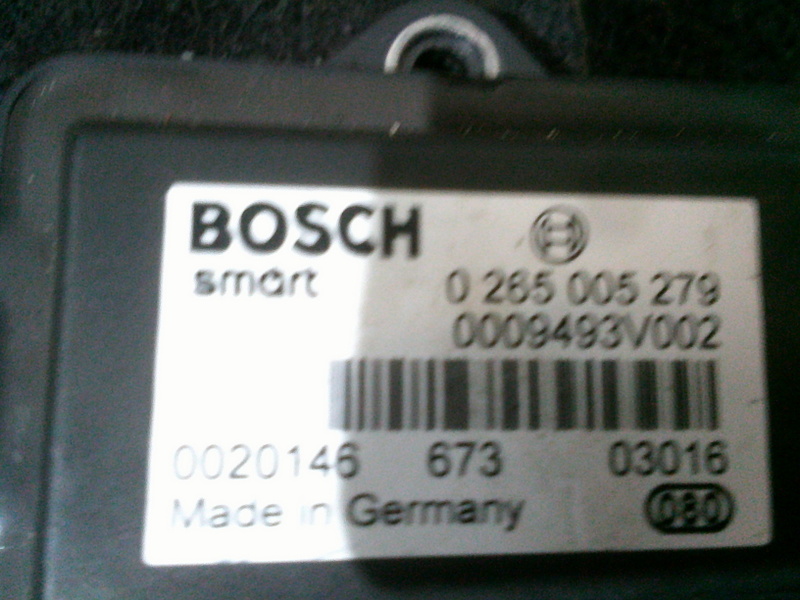 BOSCH
smart
0 265 005 279
0009493V002
0020146 673 03016
Made in Germany
080